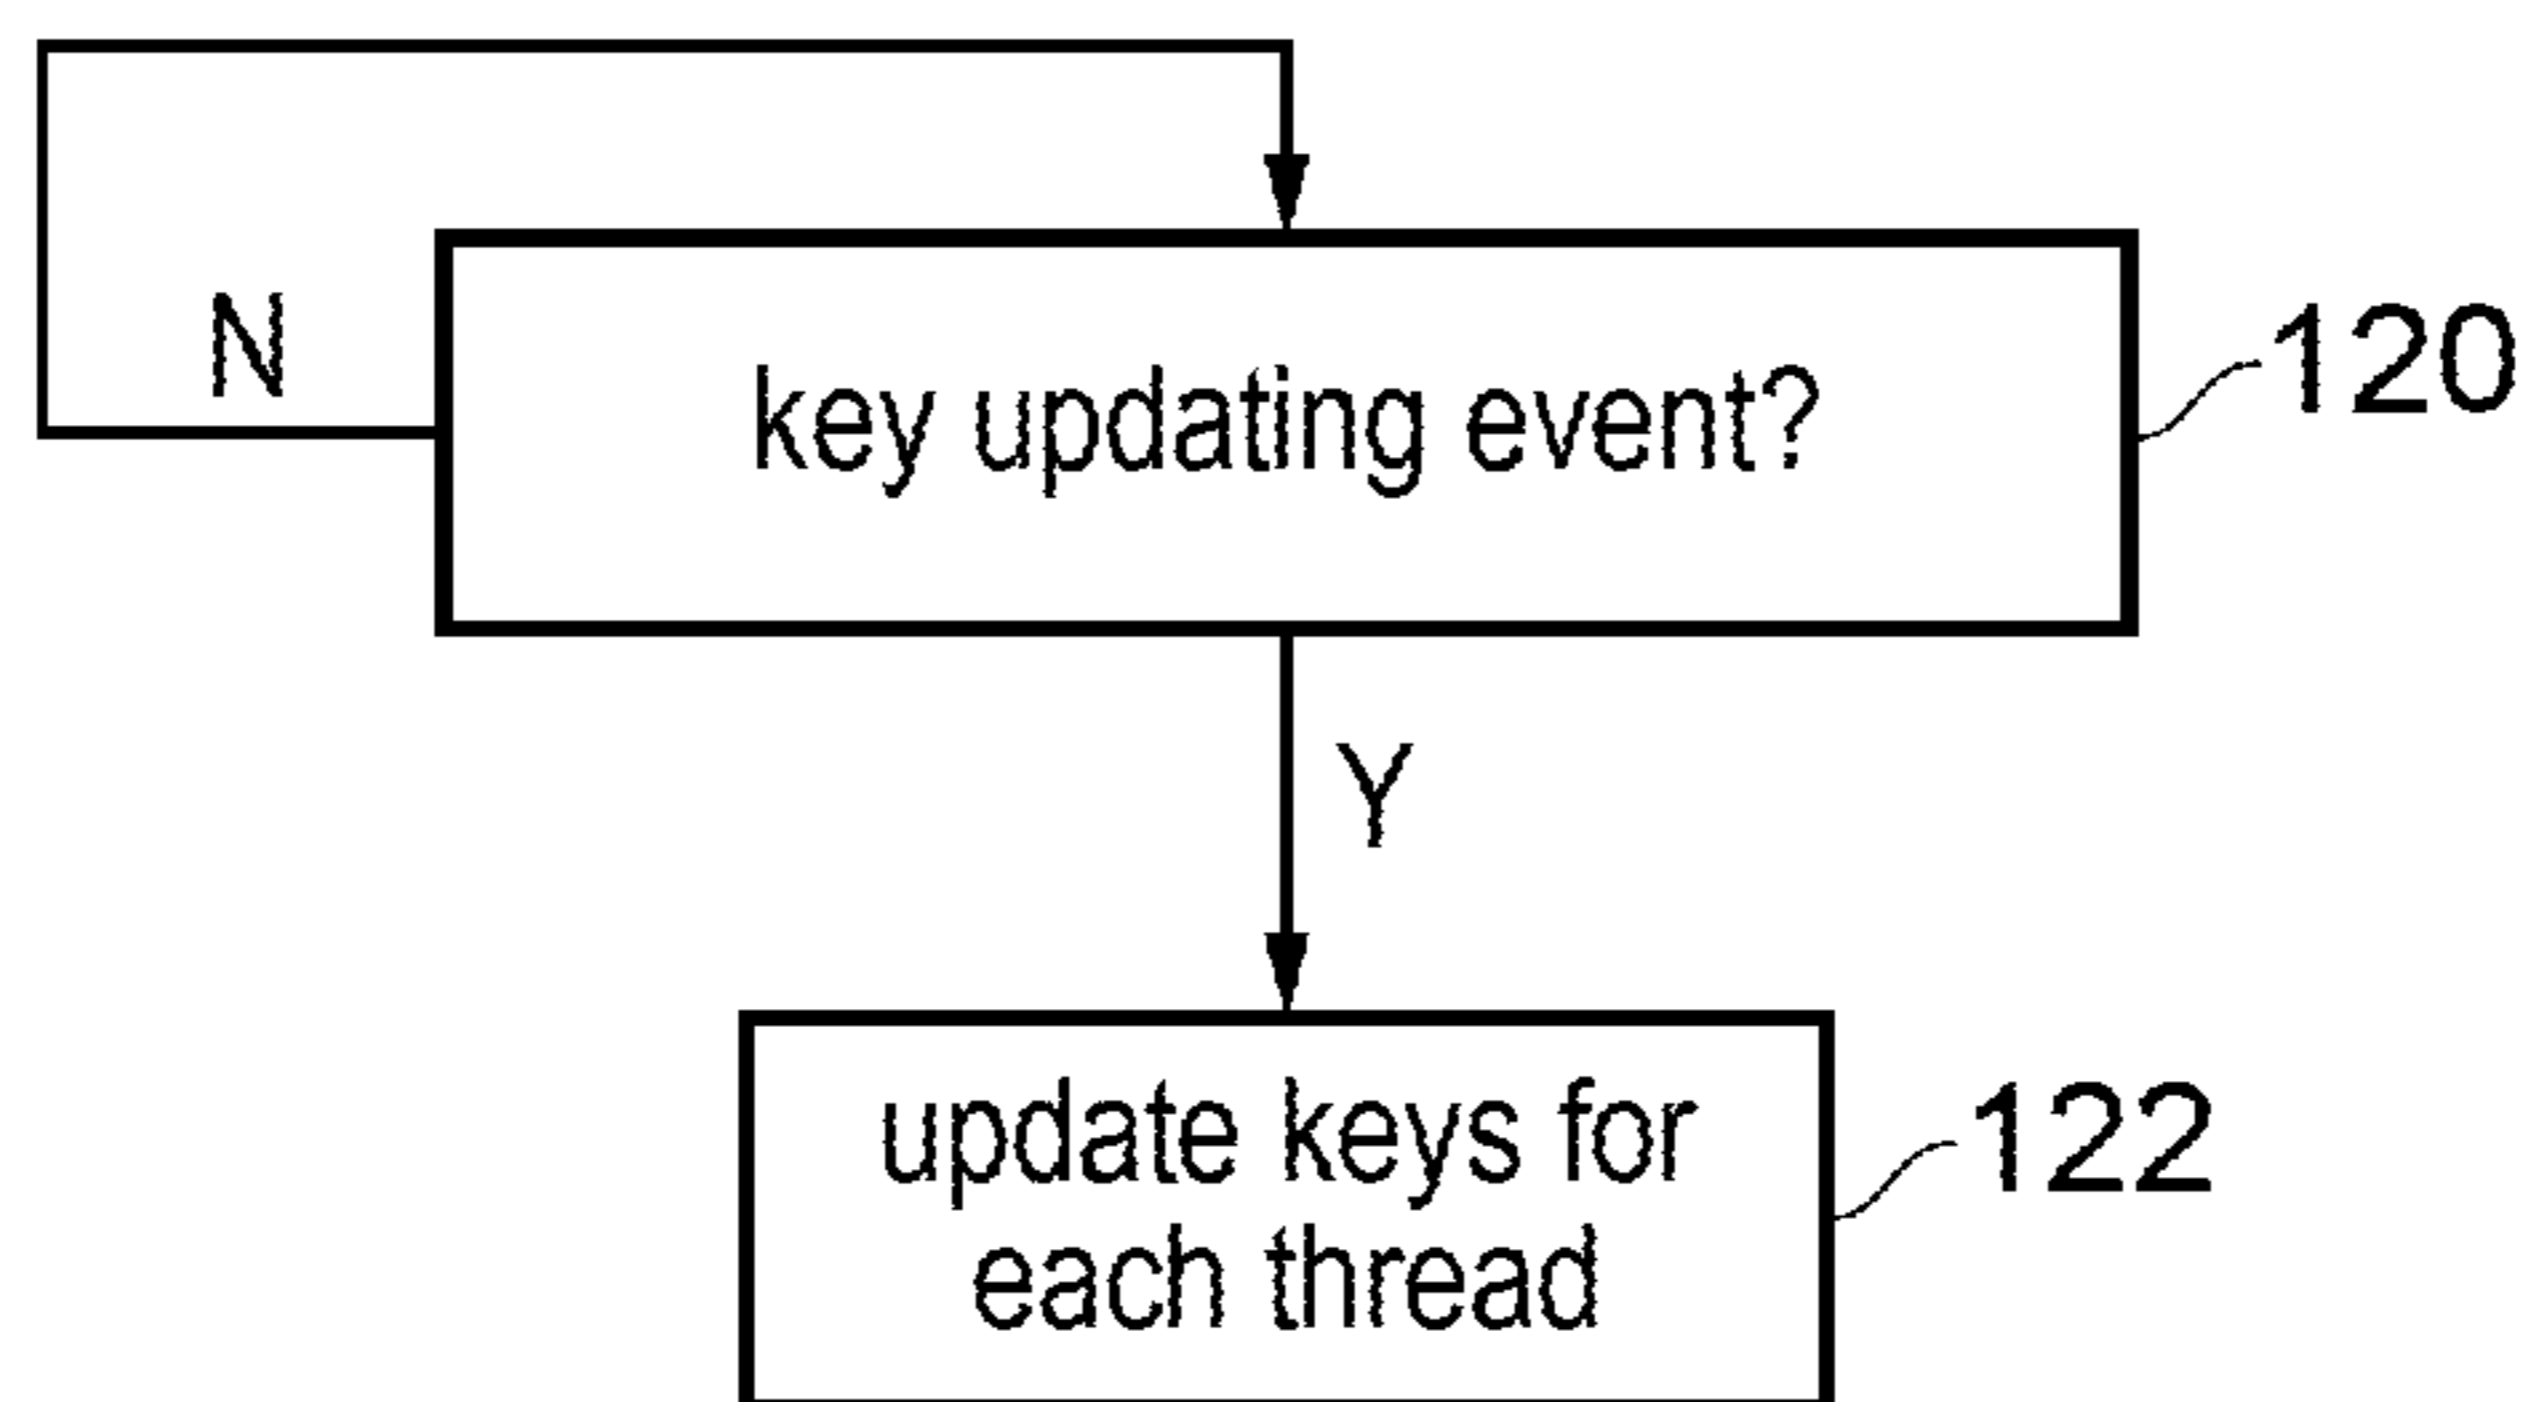 N
key updating event?
120
Y
update keys for
each thread
122